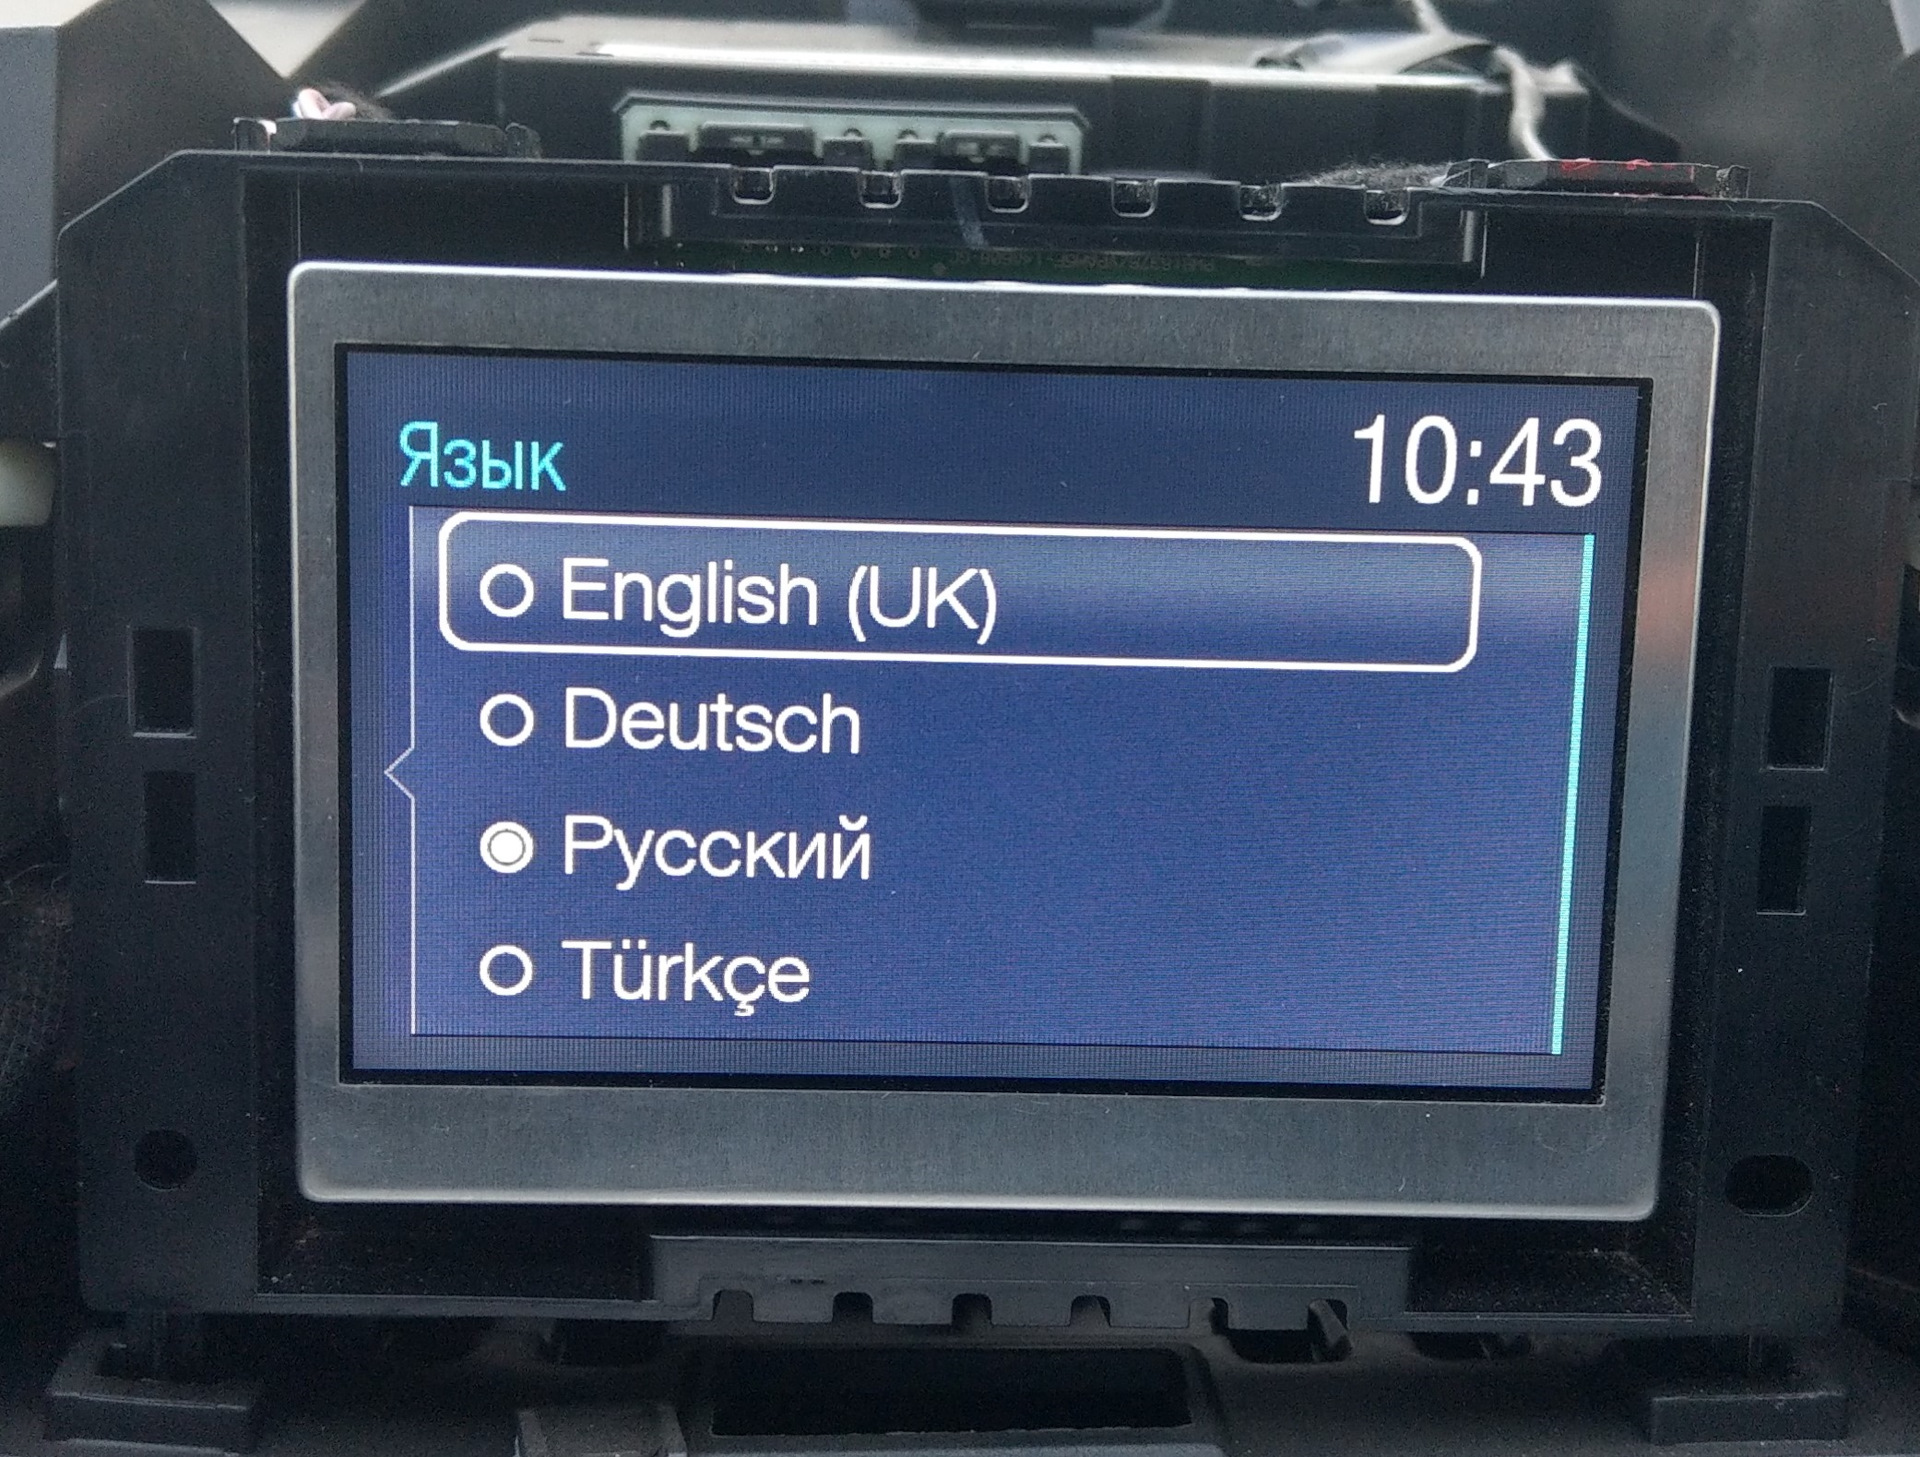 Язык
10:43
English (UK)
Deutsch
Русский
Türkçe